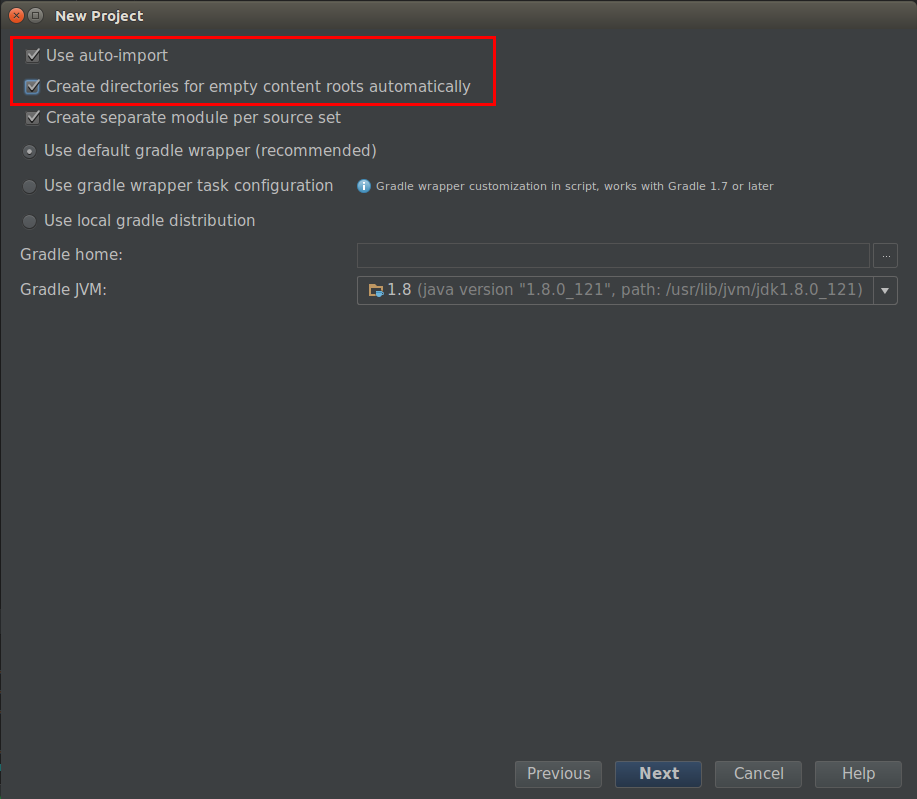 New Project
Use auto-import
Create directories for empty content roots automatically
Create separate module per source set
Use default gradle wrapper (recommended)
Use gradle wrapper task configuration Gradle wrapper customization in script, works with Gradle 1.7 or later
Use local gradle distribution
Gradle home: ...
Gradle JVM: 1.8 (java version "1.8.0_121", path: /usr/lib/jvm/jdk1.8.0_121)
Previous Next Cancel Help